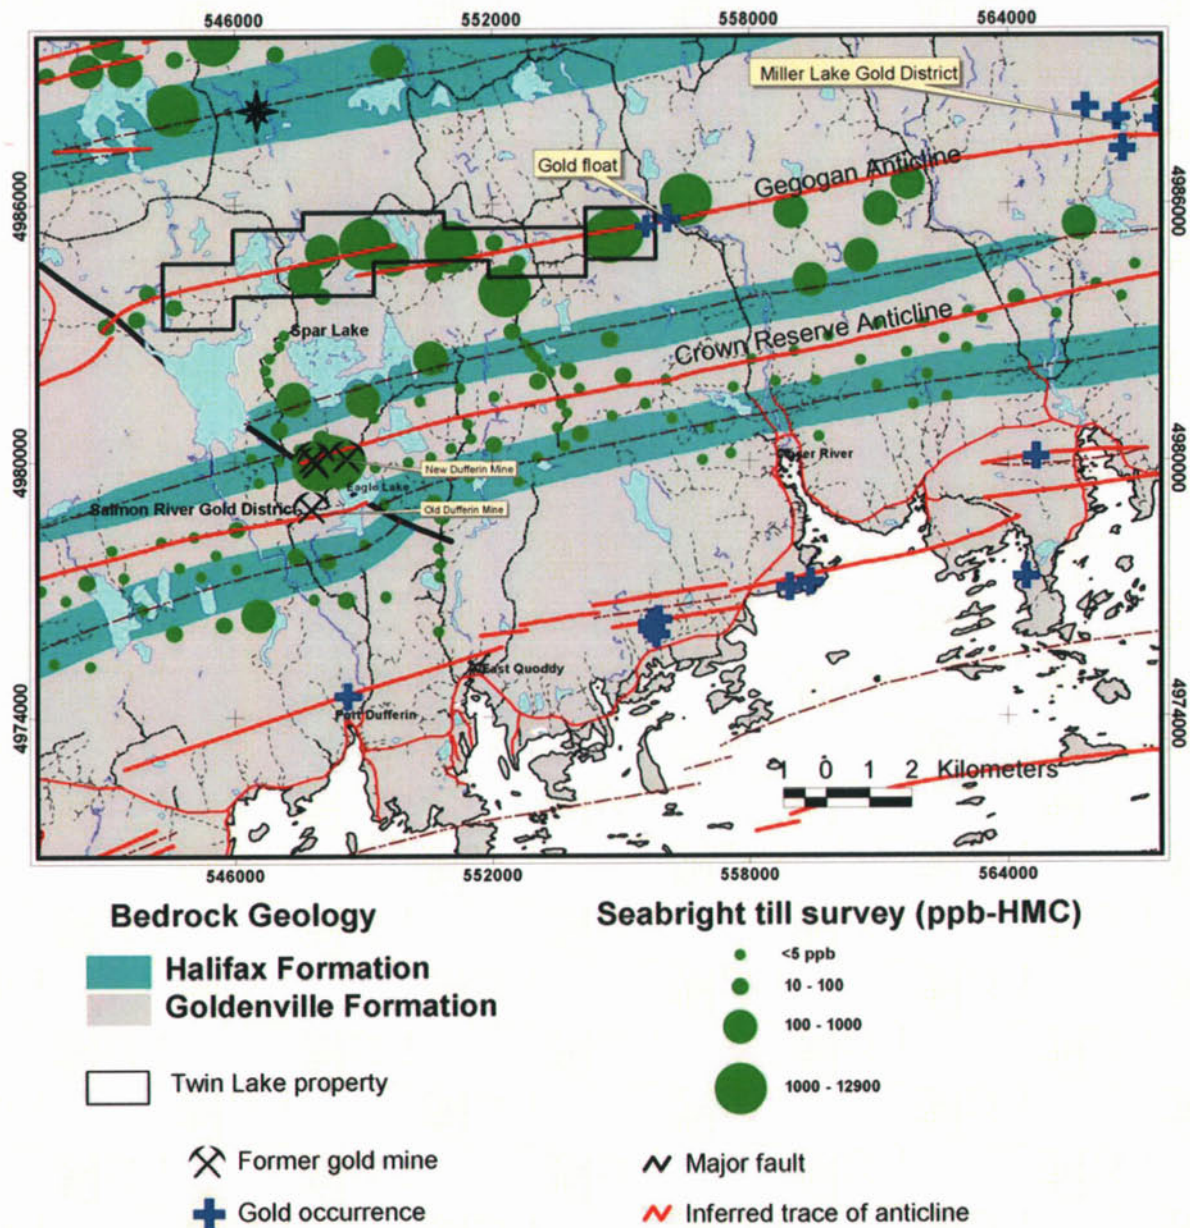 546000 552000 558000 564000
Miller Lake Gold District
Gold float
Gegogan Anticline
4986000 4986000
Spar Lake
Crown Reserve Anticline
4980000 4980000
New Dufferin Mine
Eagle Lake
Salmon River Gold District
Old Dufferin Mine
East Quoddy
4974000 4974000
Port Dufferin
1 0 1 2 Kilometers
546000 552000 558000 564000
Bedrock Geology
Halifax Formation
Goldenville Formation
Twin Lake property
Former gold mine
Gold occurrence
Seabright till survey (ppb-HMC)
<5 ppb
10 - 100
100 - 1000
1000 - 12900
Major fault
Inferred trace of anticline